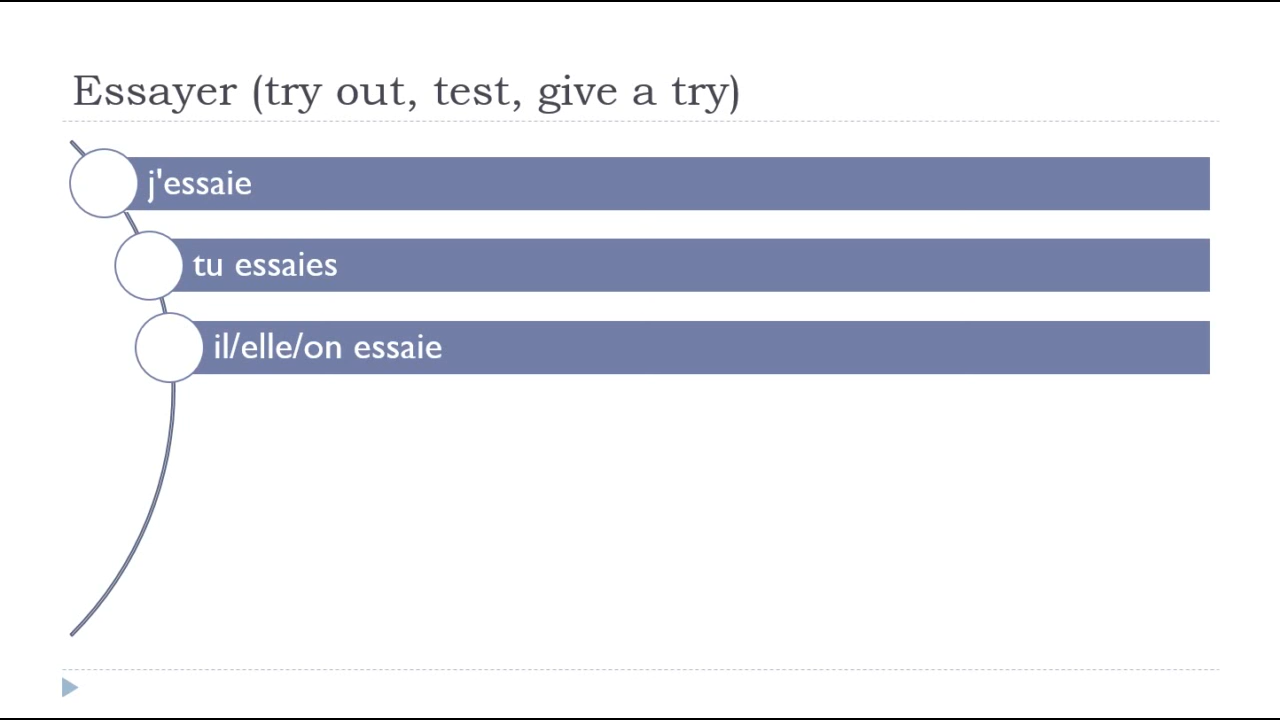 Essayer (try out, test, give a try)
j'essaie
tu essaies
il/elle/on essaie